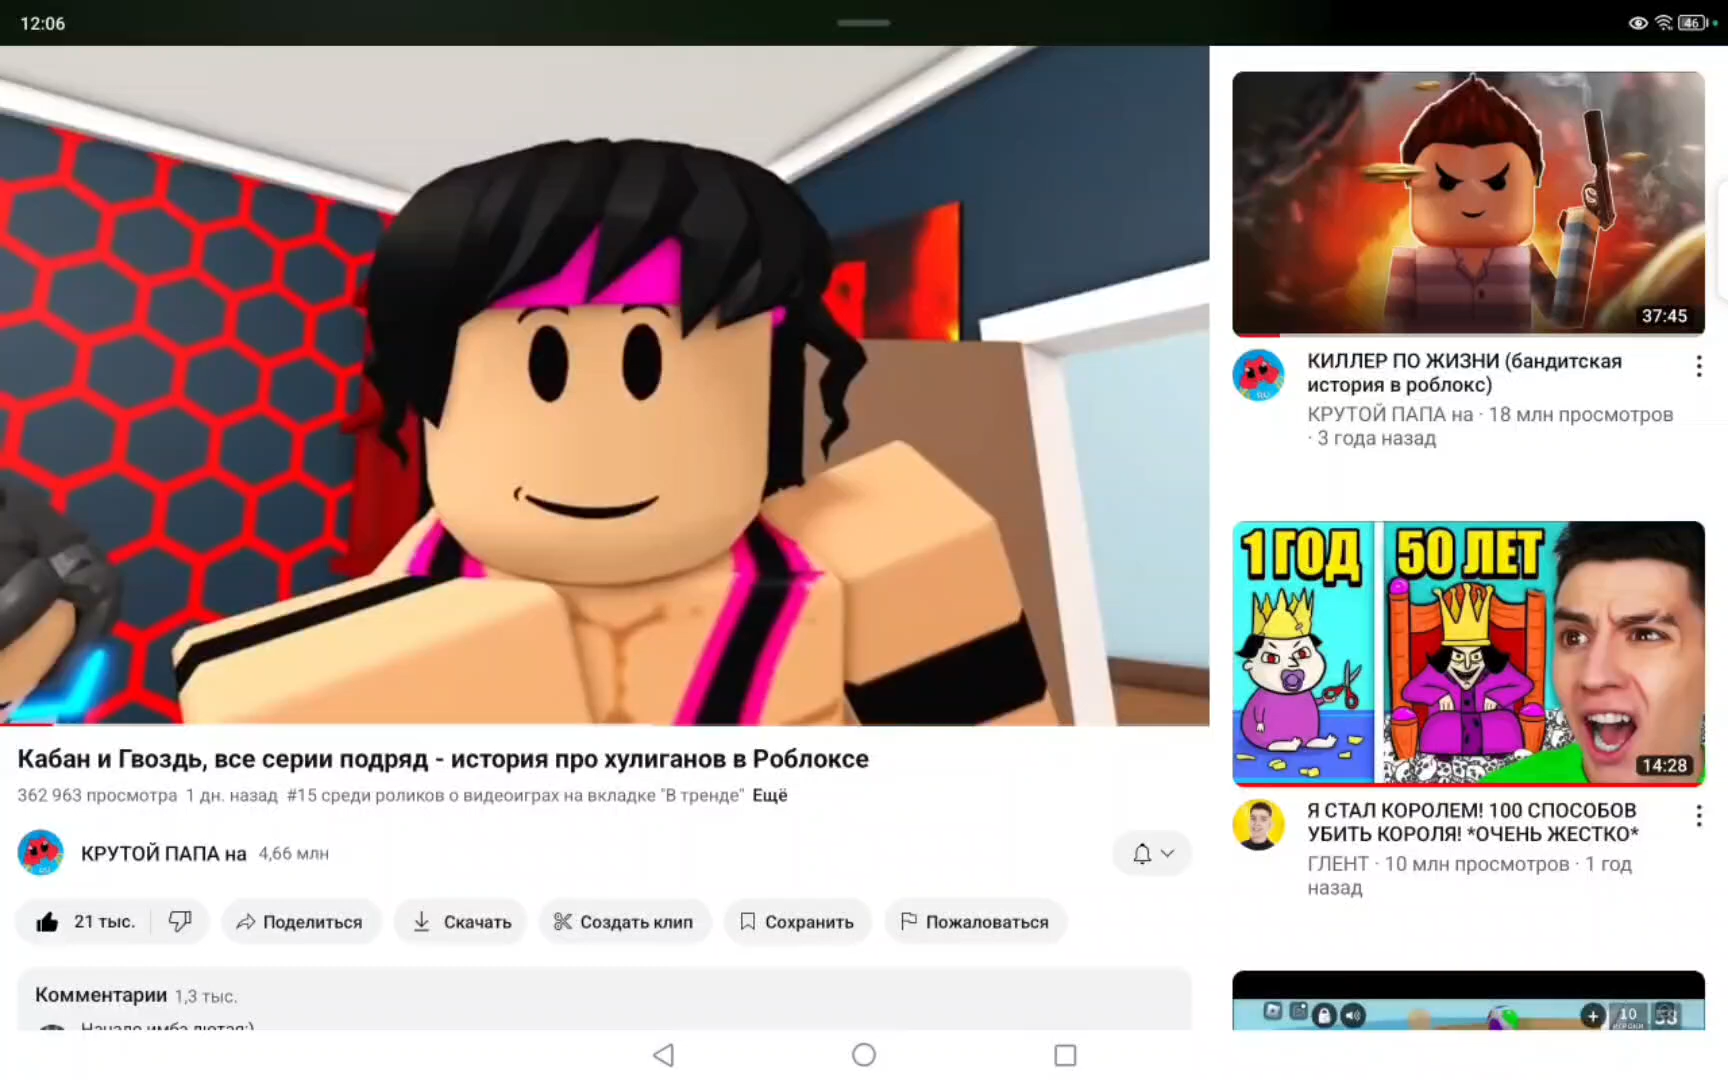 12:06
46
Кабан и Гвоздь, все серии подряд - история про хулиганов в Роблоксе
362 963 просмотра 1 дн. назад #15 среди роликов о видеоиграх на вкладке "В тренде" Ещё
КРУТОЙ ПАПА на 4,66 млн
21 тыс.
Поделиться
Скачать
Создать клип
Сохранить
Пожаловаться
Комментарии 1,3 тыс.
Начало имба лютая:)
37:45
КИЛЛЕР ПО ЖИЗНИ (бандитская
история в роблокс)
КРУТОЙ ПАПА на · 18 млн просмотров
· 3 года назад
1 ГОД
50 ЛЕТ
14:28
Я СТАЛ КОРОЛЕМ! 100 СПОСОБОВ
УБИТЬ КОРОЛЯ! *ОЧЕНЬ ЖЕСТКО*
ГЛЕНТ · 10 млн просмотров · 1 год
назад
10
ИГРОКИ